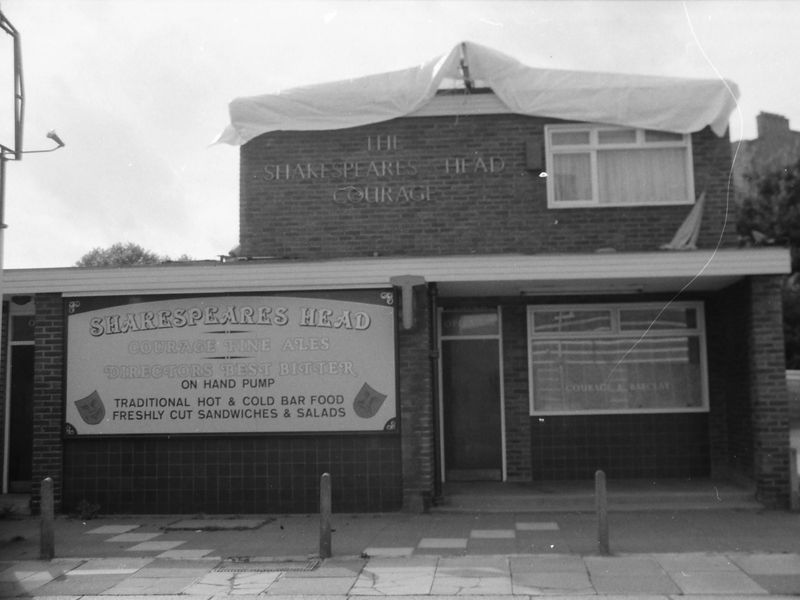 THE
SHAKESPEARES HEAD
COURAGE
SHAKESPEARES HEAD
COURAGE FINE ALES
DIRECTORS BEST BITTER
ON HAND PUMP
TRADITIONAL HOT & COLD BAR FOOD
FRESHLY CUT SANDWICHES & SALADS
COURAGE & BARCLAY